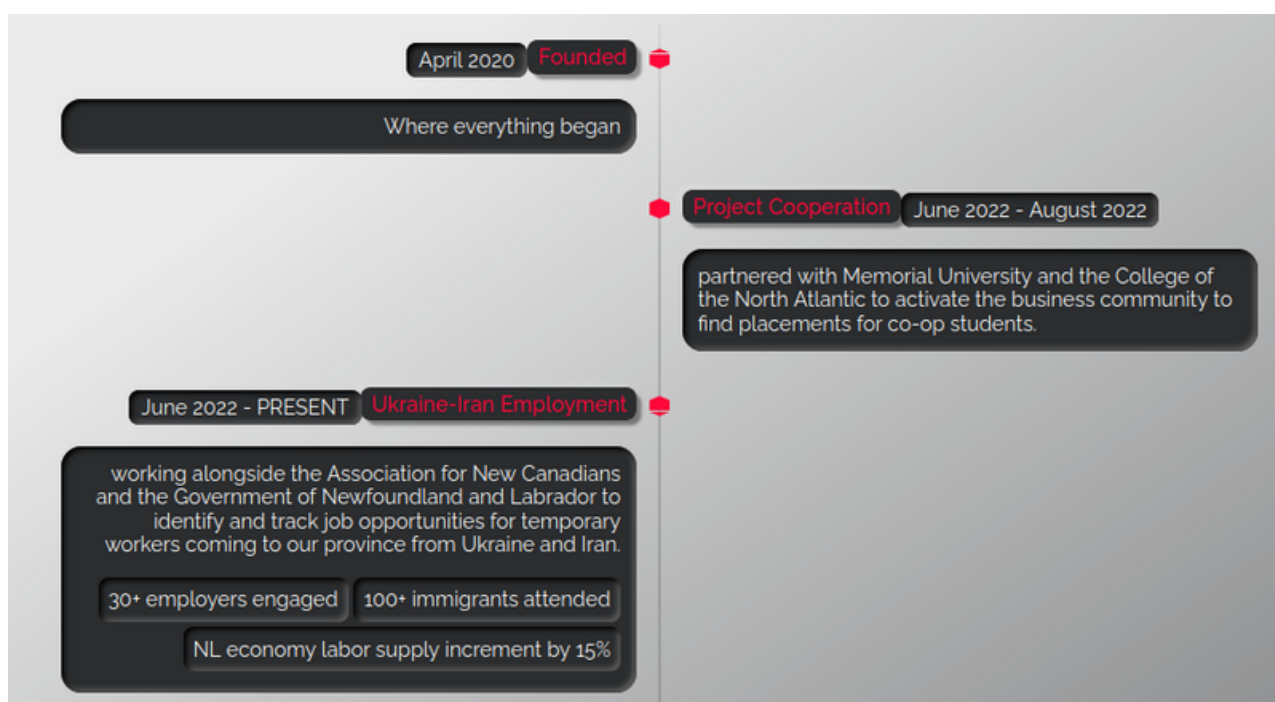 April 2020 Founded
Where everything began
Project Cooperation June 2022 - August 2022
partnered with Memorial University and the College of
the North Atlantic to activate the business community to
find placements for co-op students.
June 2022 - PRESENT Ukraine-Iran Employment
working alongside the Association for New Canadians
and the Government of Newfoundland and Labrador to
identify and track job opportunities for temporary
workers coming to our province from Ukraine and Iran.
30+ employers engaged 100+ immigrants attended
NL economy labor supply increment by 15%